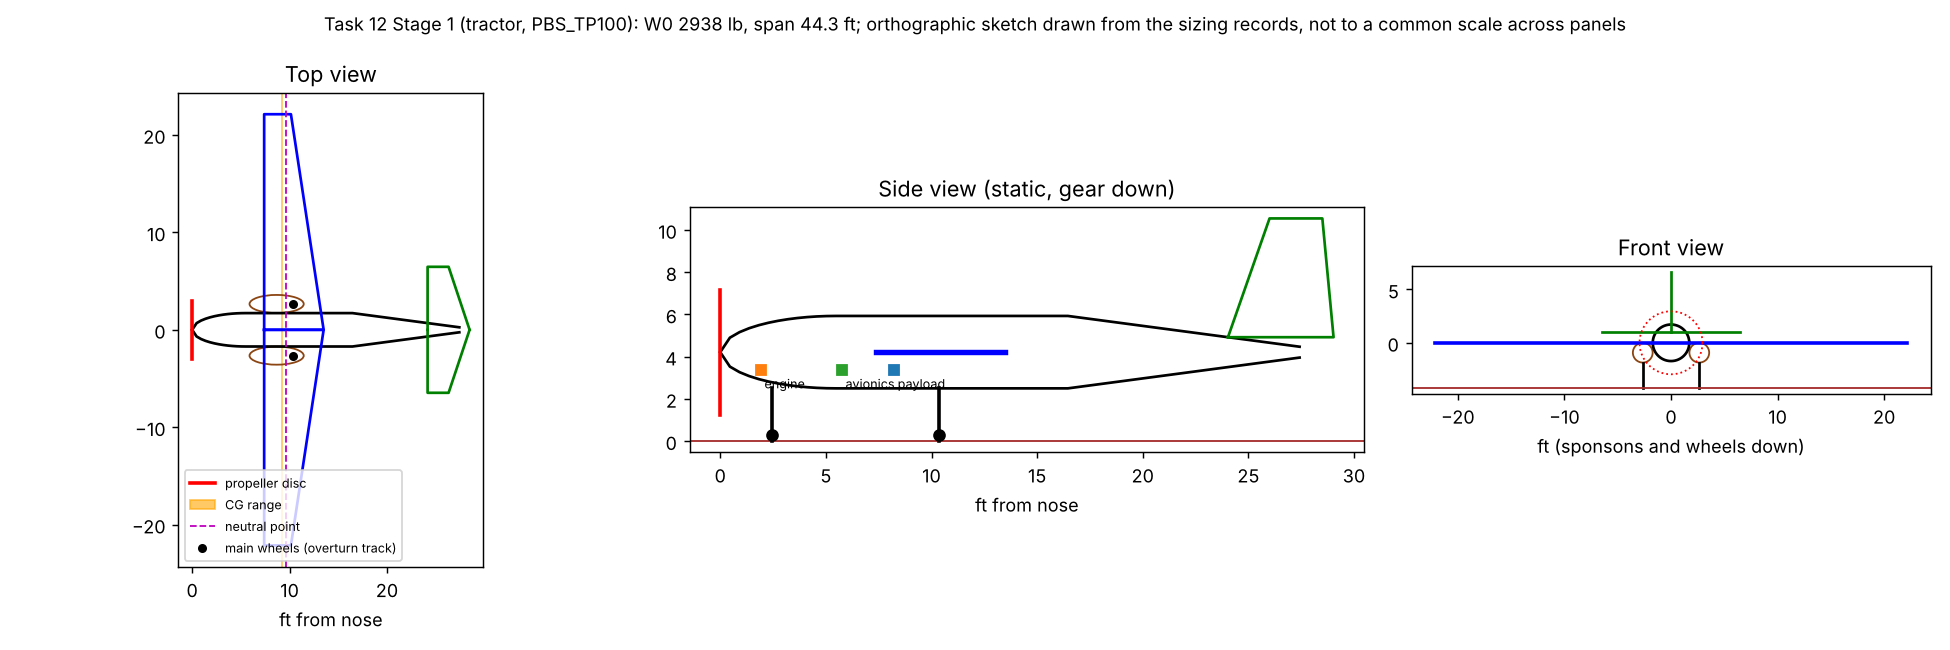 Task 12 Stage 1 (tractor, PBS_TP100): W0 2938 lb, span 44.3 ft; orthographic sketch drawn from the sizing records, not to a common scale across panels
Top view
20
10
0
−10
−20
propeller disc
CG range
neutral point
main wheels (overturn track)
0 10 20
ft from nose
Side view (static, gear down)
10
8
6
4
2
0
engine avionics payload
0 5 10 15 20 25 30
ft from nose
Front view
5
0
−20 −10 0 10 20
ft (sponsons and wheels down)